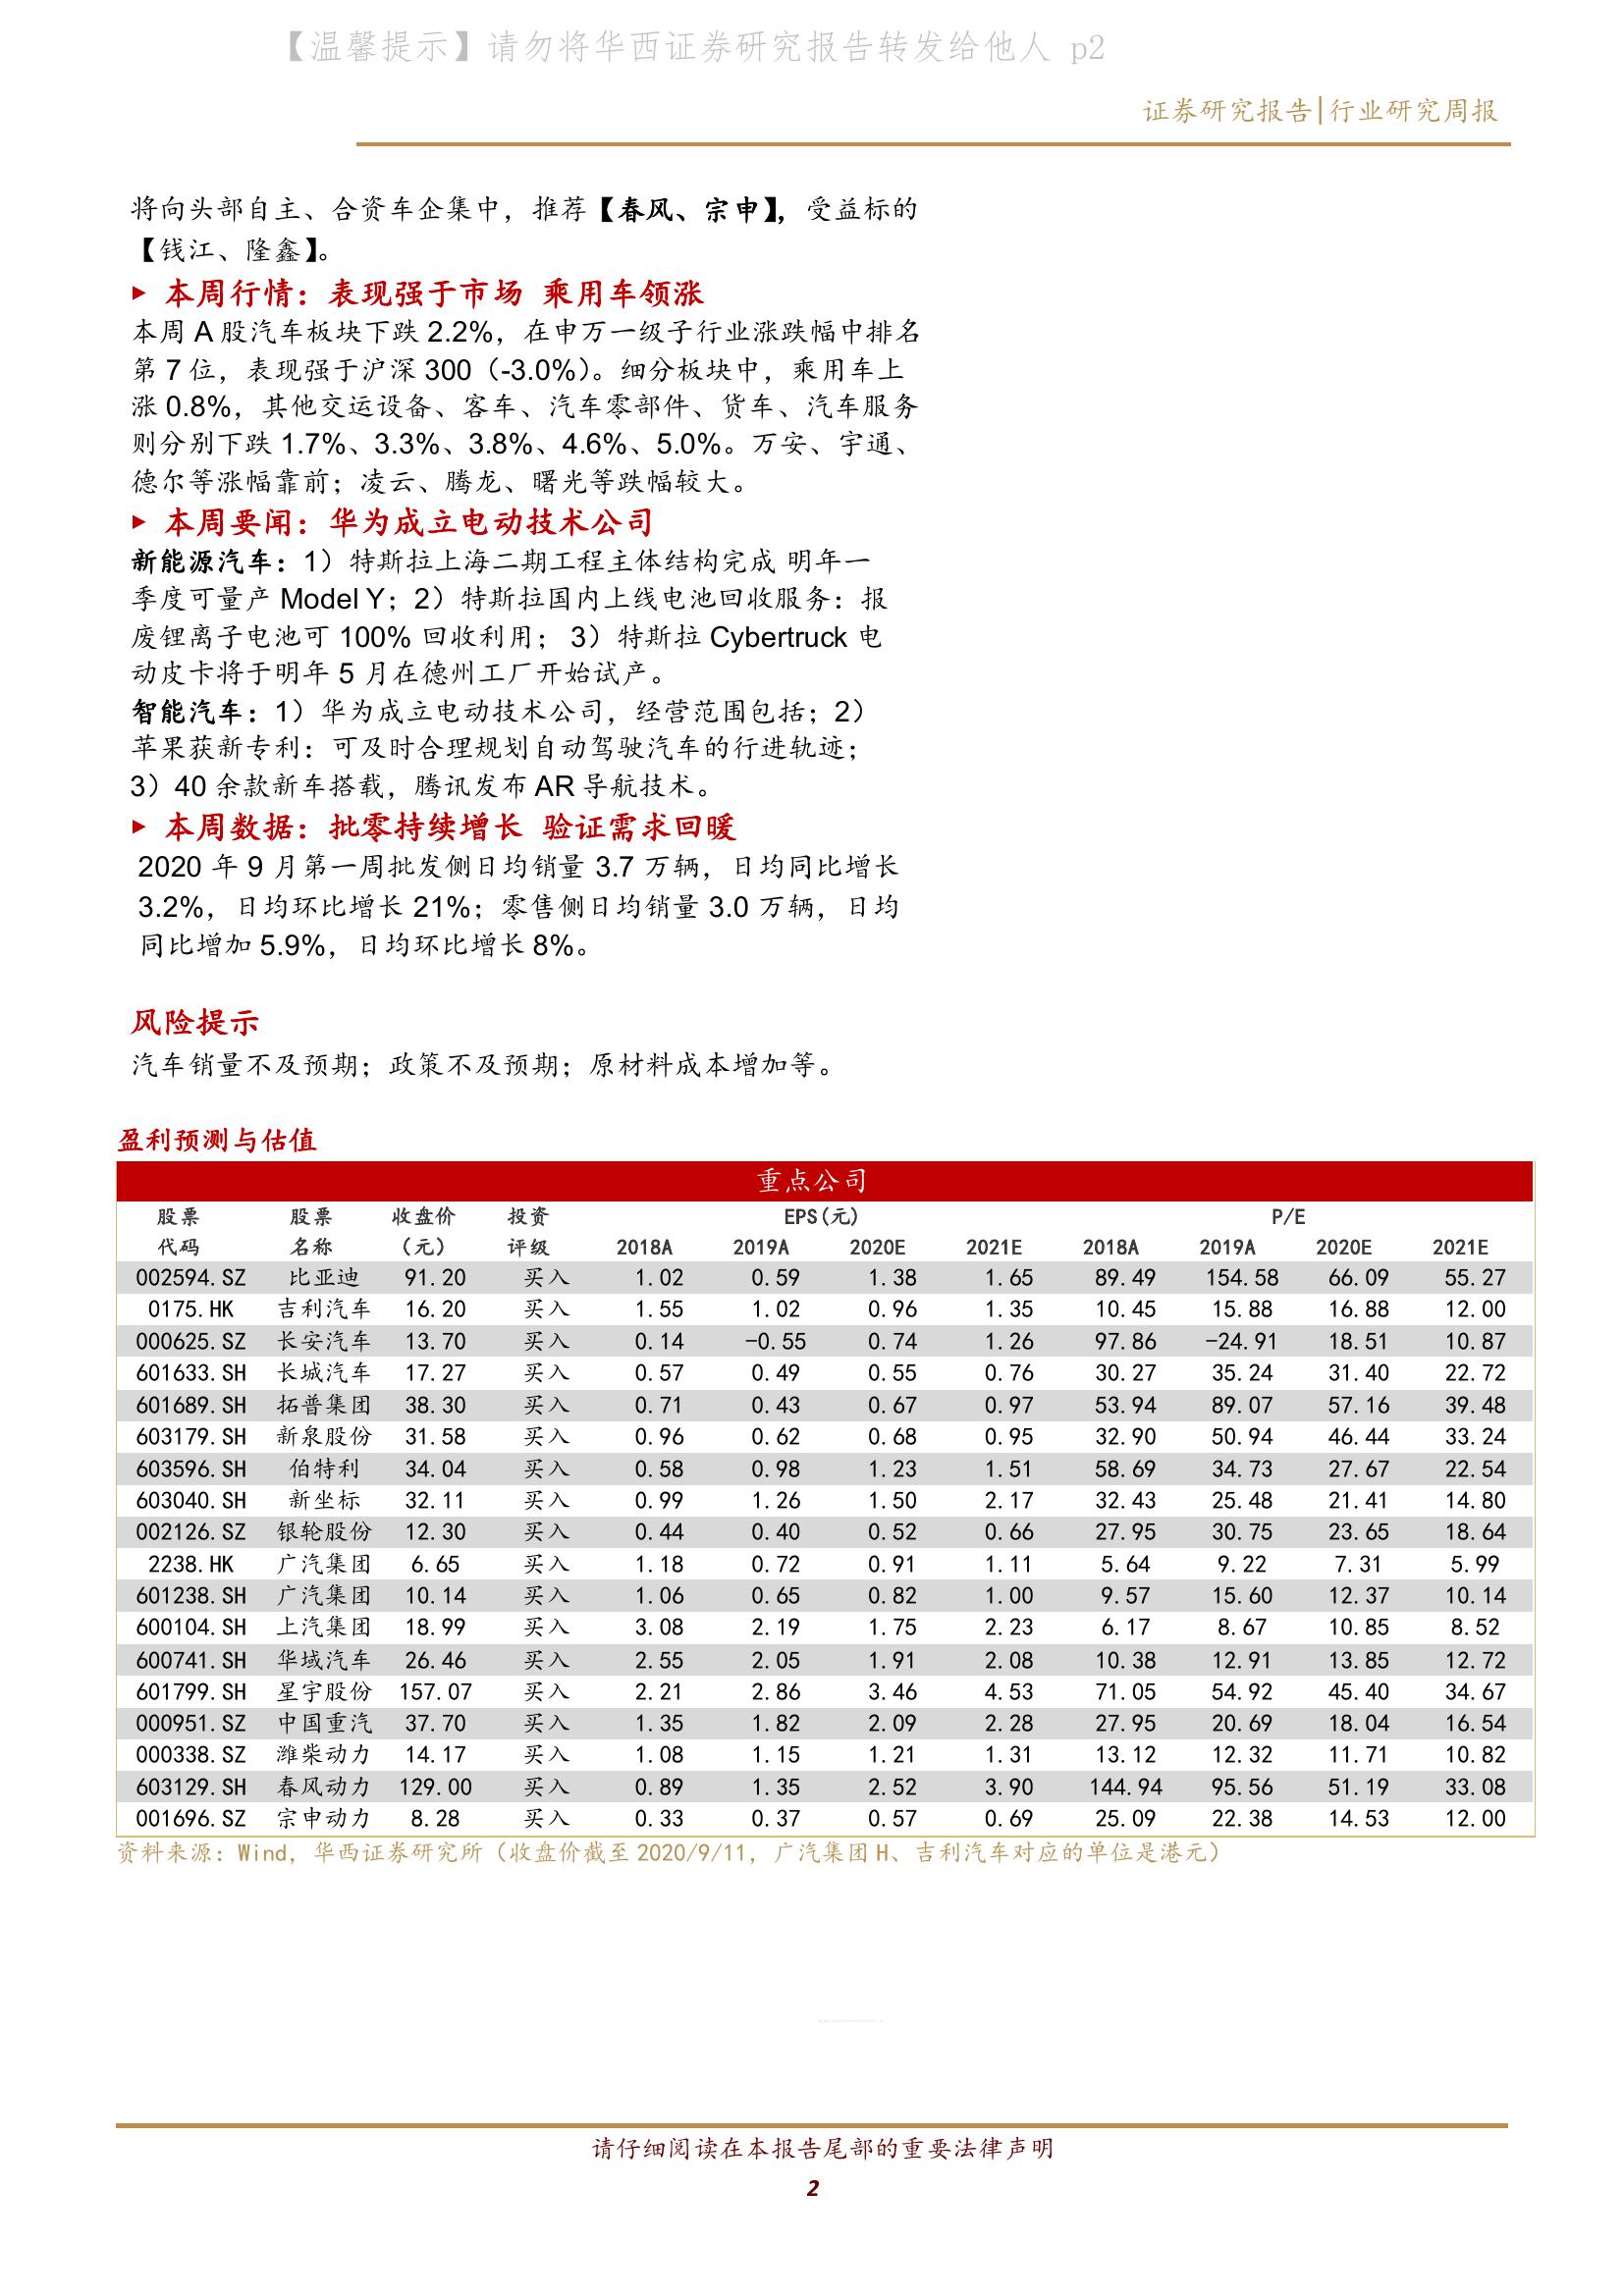 【温馨提示】请勿将华西证券研究报告转发给他人 p2
证券研究报告|行业研究周报
将向头部自主、合资车企集中，推荐【春风、宗申】，受益标的
【钱江、隆鑫】。
▸ 本周行情：表现强于市场 乘用车领涨
本周 A 股汽车板块下跌 2.2%，在申万一级子行业涨跌幅中排名
第 7 位，表现强于沪深 300（-3.0%）。细分板块中，乘用车上
涨 0.8%，其他交运设备、客车、汽车零部件、货车、汽车服务
则分别下跌 1.7%、3.3%、3.8%、4.6%、5.0%。万安、宇通、
德尔等涨幅靠前；凌云、腾龙、曙光等跌幅较大。
▸ 本周要闻：华为成立电动技术公司
新能源汽车：1）特斯拉上海二期工程主体结构完成 明年一
季度可量产 Model Y；2）特斯拉国内上线电池回收服务：报
废锂离子电池可 100% 回收利用； 3）特斯拉 Cybertruck 电
动皮卡将于明年 5 月在德州工厂开始试产。
智能汽车：1）华为成立电动技术公司，经营范围包括；2）
苹果获新专利：可及时合理规划自动驾驶汽车的行进轨迹；
3）40 余款新车搭载，腾讯发布 AR 导航技术。
▸ 本周数据：批零持续增长 验证需求回暖
2020 年 9 月第一周批发侧日均销量 3.7 万辆，日均同比增长
3.2%，日均环比增长 21%；零售侧日均销量 3.0 万辆，日均
同比增加 5.9%，日均环比增长 8%。
风险提示
汽车销量不及预期；政策不及预期；原材料成本增加等。
盈利预测与估值
重点公司
股票 股票 收盘价 投资 EPS(元) P/E
代码 名称 （元） 评级 2018A 2019A 2020E 2021E 2018A 2019A 2020E 2021E
002594.SZ 比亚迪 91.20 买入 1.02 0.59 1.38 1.65 89.49 154.58 66.09 55.27
0175.HK 吉利汽车 16.20 买入 1.55 1.02 0.96 1.35 10.45 15.88 16.88 12.00
000625.SZ 长安汽车 13.70 买入 0.14 -0.55 0.74 1.26 97.86 -24.91 18.51 10.87
601633.SH 长城汽车 17.27 买入 0.57 0.49 0.55 0.76 30.27 35.24 31.40 22.72
601689.SH 拓普集团 38.30 买入 0.71 0.43 0.67 0.97 53.94 89.07 57.16 39.48
603179.SH 新泉股份 31.58 买入 0.96 0.62 0.68 0.95 32.90 50.94 46.44 33.24
603596.SH 伯特利 34.04 买入 0.58 0.98 1.23 1.51 58.69 34.73 27.67 22.54
603040.SH 新坐标 32.11 买入 0.99 1.26 1.50 2.17 32.43 25.48 21.41 14.80
002126.SZ 银轮股份 12.30 买入 0.44 0.40 0.52 0.66 27.95 30.75 23.65 18.64
2238.HK 广汽集团 6.65 买入 1.18 0.72 0.91 1.11 5.64 9.22 7.31 5.99
601238.SH 广汽集团 10.14 买入 1.06 0.65 0.82 1.00 9.57 15.60 12.37 10.14
600104.SH 上汽集团 18.99 买入 3.08 2.19 1.75 2.23 6.17 8.67 10.85 8.52
600741.SH 华域汽车 26.46 买入 2.55 2.05 1.91 2.08 10.38 12.91 13.85 12.72
601799.SH 星宇股份 157.07 买入 2.21 2.86 3.46 4.53 71.05 54.92 45.40 34.67
000951.SZ 中国重汽 37.70 买入 1.35 1.82 2.09 2.28 27.95 20.69 18.04 16.54
000338.SZ 潍柴动力 14.17 买入 1.08 1.15 1.21 1.31 13.12 12.32 11.71 10.82
603129.SH 春风动力 129.00 买入 0.89 1.35 2.52 3.90 144.94 95.56 51.19 33.08
001696.SZ 宗申动力 8.28 买入 0.33 0.37 0.57 0.69 25.09 22.38 14.53 12.00
资料来源：Wind，华西证券研究所（收盘价截至 2020/9/11，广汽集团 H、吉利汽车对应的单位是港元）
请仔细阅读在本报告尾部的重要法律声明
2